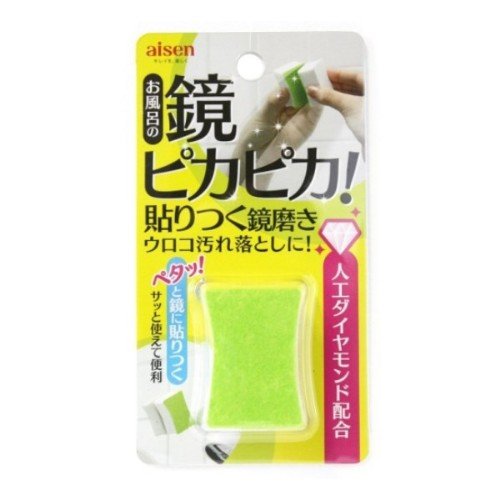 aisen
キレイを、楽しく
お風呂の
鏡
ピカピカ!
貼りつく鏡磨き
ウロコ汚れ落としに!
ペタッ!
と鏡に貼りつく
サッと使えて便利
人工ダイヤモンド配合